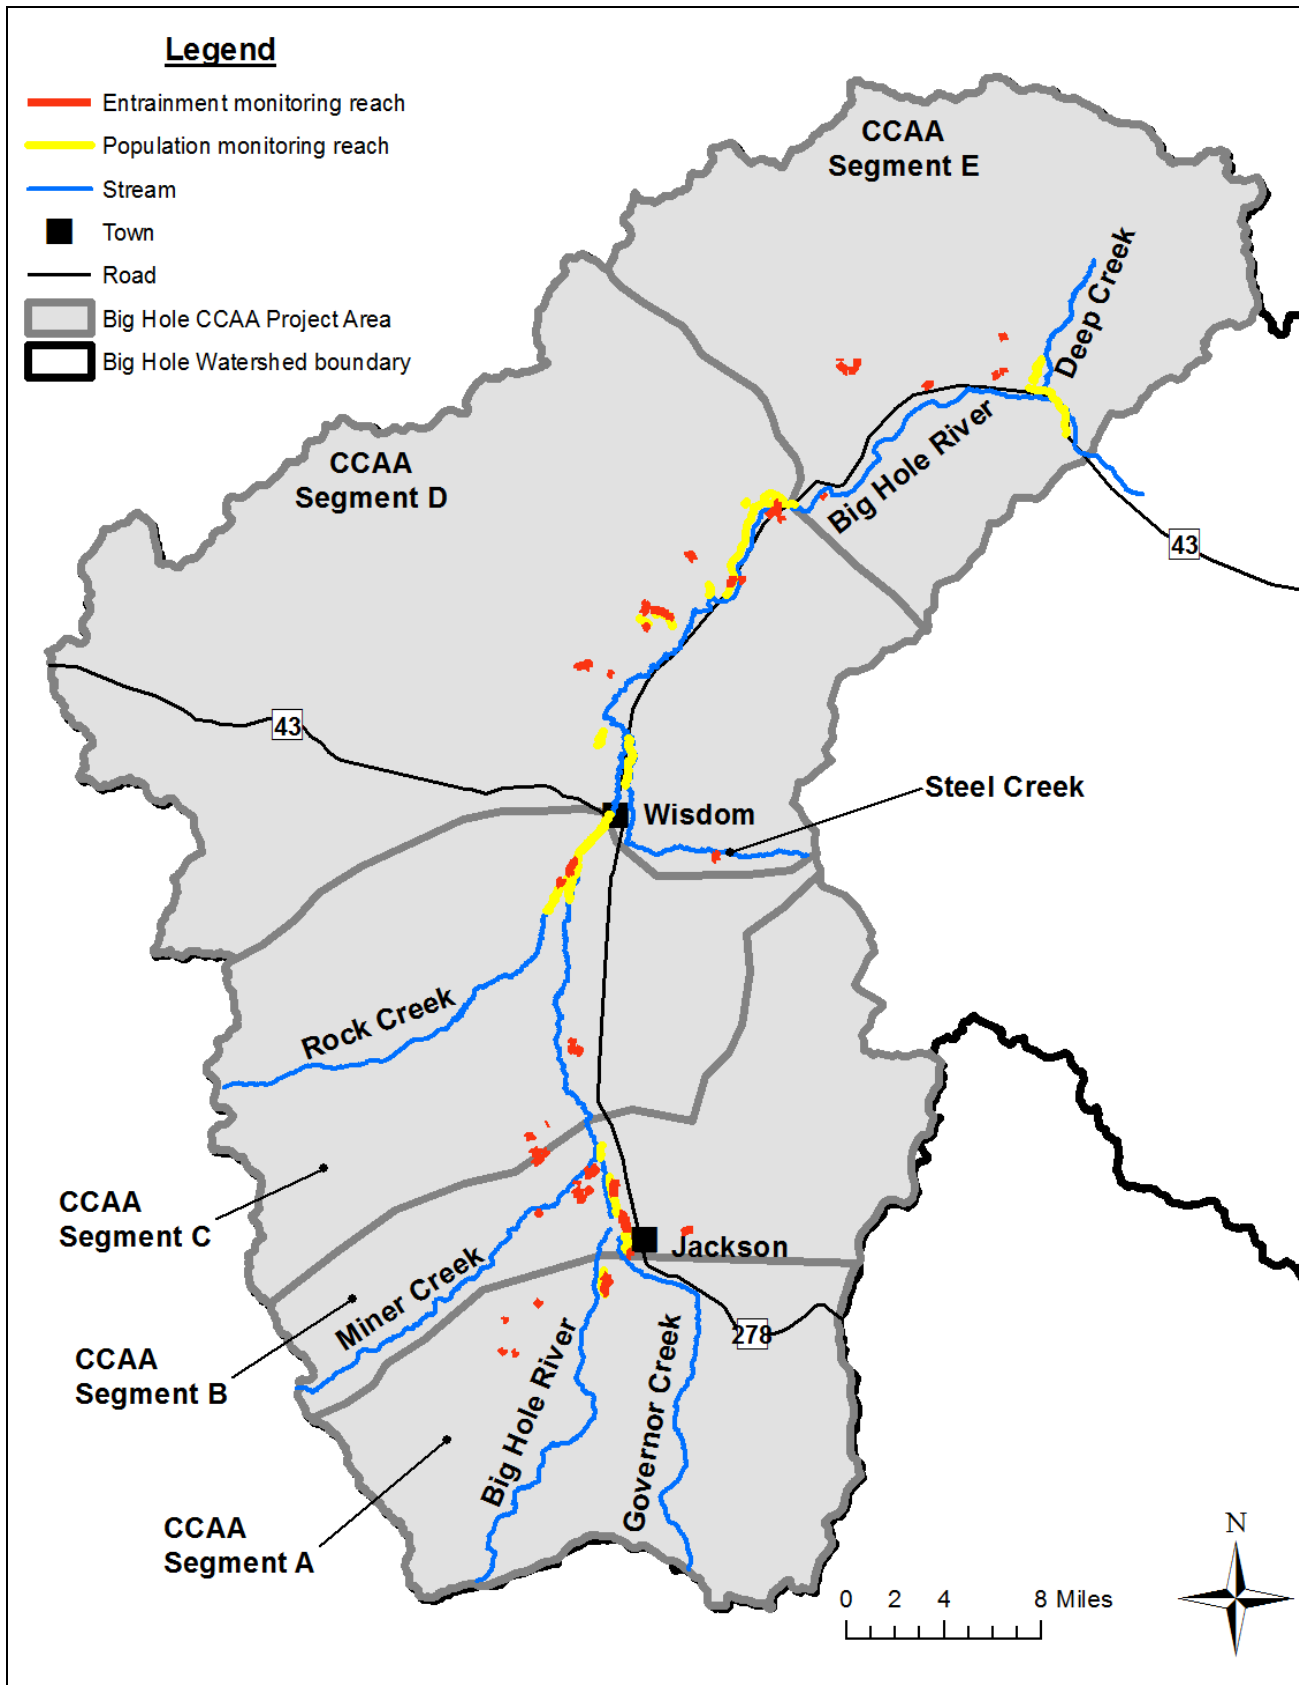 Legend
Entrainment monitoring reach
Population monitoring reach
Stream
Town
Road
Big Hole CCAA Project Area
Big Hole Watershed boundary
CCAA
Segment E
Deep Creek
Big Hole River
CCAA
Segment D
43
43
Steel Creek
Wisdom
Rock Creek
CCAA
Segment C
Jackson
Miner Creek
278
CCAA
Segment B
Big Hole River
Governor Creek
CCAA
Segment A
N
0 2 4 8 Miles